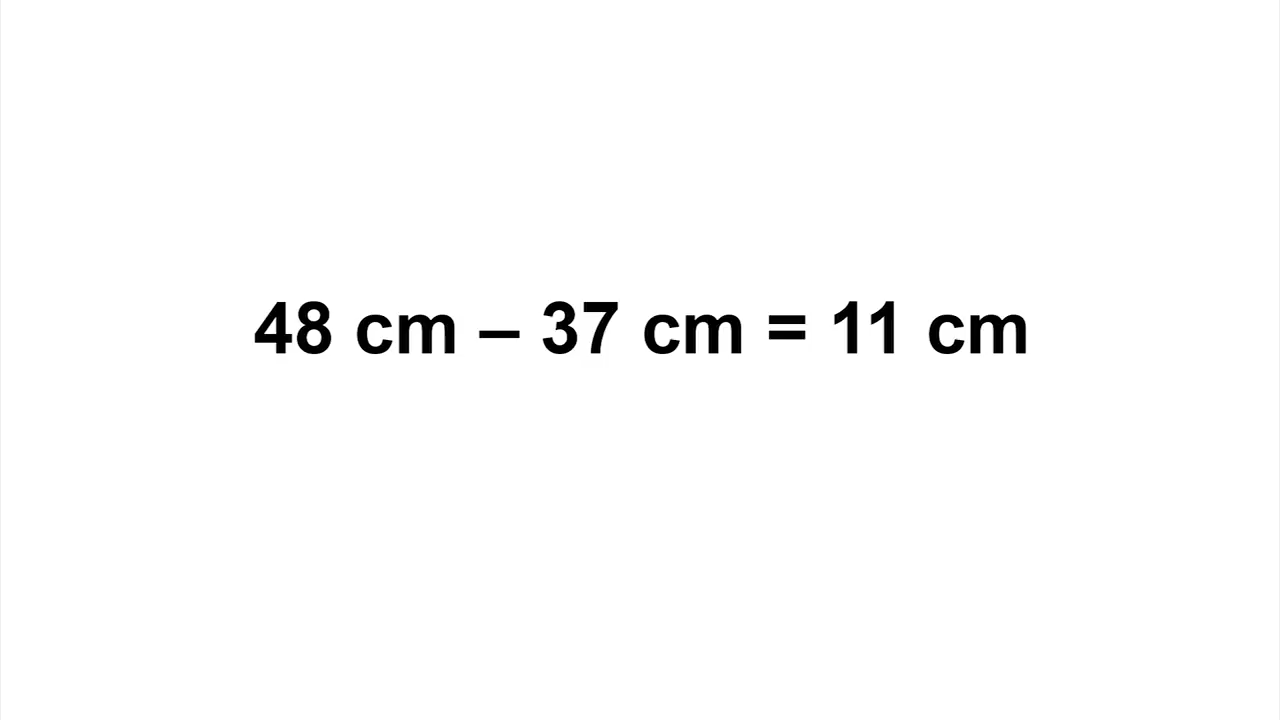 48 cm – 37 cm = 11 cm